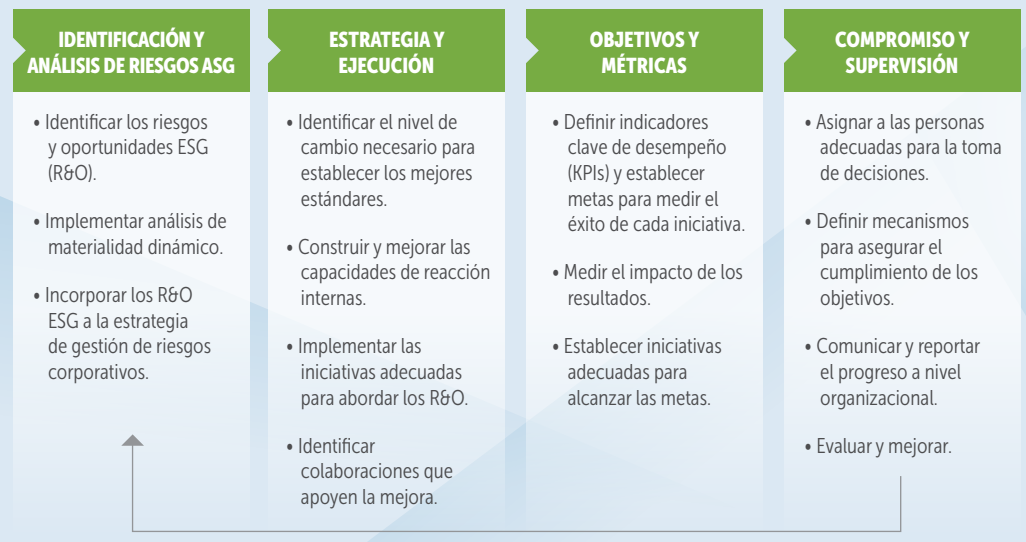 IDENTIFICACIÓN Y
ANÁLISIS DE RIESGOS ASG
• Identificar los riesgos
y oportunidades ESG
(R&O).
• Implementar análisis de
materialidad dinámico.
• Incorporar los R&O
ESG a la estrategia
de gestión de riesgos
corporativos.
ESTRATEGIA Y
EJECUCIÓN
• Identificar el nivel de
cambio necesario para
establecer los mejores
estándares.
• Construir y mejorar las
capacidades de reacción
internas.
• Implementar las
iniciativas adecuadas
para abordar los R&O.
• Identificar
colaboraciones que
apoyen la mejora.
OBJETIVOS Y
MÉTRICAS
• Definir indicadores
clave de desempeño
(KPIs) y establecer
metas para medir el
éxito de cada iniciativa.
• Medir el impacto de los
resultados.
• Establecer iniciativas
adecuadas para
alcanzar las metas.
COMPROMISO Y
SUPERVISIÓN
• Asignar a las personas
adecuadas para la toma
de decisiones.
• Definir mecanismos
para asegurar el
cumplimiento de los
objetivos.
• Comunicar y reportar
el progreso a nivel
organizacional.
• Evaluar y mejorar.